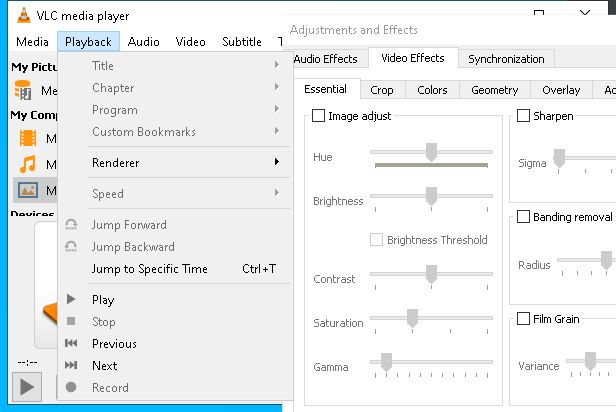 VLC media player
Media Playback Audio Video Subtitle T
My Pictu
Me
My Comp
M
M
M
Devices
--:--
Title
Chapter
Program
Custom Bookmarks
Renderer
Speed
Jump Forward
Jump Backward
Jump to Specific Time Ctrl+T
Play
Stop
Previous
Next
Record
Adjustments and Effects
Audio Effects Video Effects Synchronization
Essential Crop Colors Geometry Overlay Ac
Image adjust
Hue
Brightness
Brightness Threshold
Contrast
Saturation
Gamma
Sharpen
Sigma
Banding removal
Radius
Film Grain
Variance